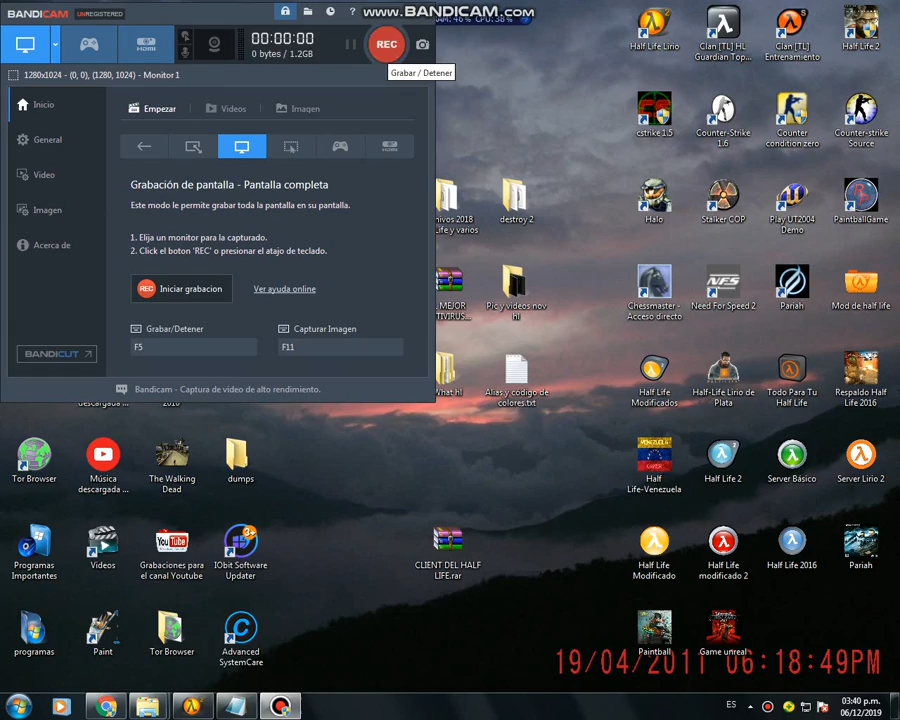 BANDICAM UNREGISTERED
www.BANDICAM.com
HDMI
00:00:00
0 bytes / 1.2GB
REC
Grabar / Detener
1280x1024 - (0, 0), (1280, 1024) - Monitor 1
Inicio
General
Video
Imagen
Acerca de
BANDICUT
Empezar
Videos
Imagen
Grabación de pantalla - Pantalla completa
Este modo le permite grabar toda la pantalla en su pantalla.
1. Elija un monitor para la capturado.
2. Click el boton 'REC' o presionar el atajo de teclado.
REC Iniciar grabacion
Ver ayuda online
Grabar/Detener
F5
Capturar Imagen
F11
Bandicam - Captura de video de alto rendimiento.
Half Life Lirio
Clan [TL] HL
Guardian Top...
Clan [TL]
Entrenamiento
Half Life 2
cstrike 1.5
Counter-Strike
1.6
Counter
condition zero
Counter-strike
Source
destroy 2
Halo
Stalker COP
Play UT2004
Demo
PaintballGame
Pic y videos nov
hl
Chessmaster -
Acceso directo
Need For Speed 2
Pariah
Mod de half life
What hl
Alias y código de
colores.txt
Half Life
Modificados
Half-Life Lirio de
Plata
Todo Para Tu
Half Life
Respaldo Half
Life 2016
Tor Browser
Música
descargada ...
The Walking
Dead
dumps
Half
Life-Venezuela
Half Life 2
Server Básico
Server Lirio 2
Programas
Importantes
Videos
Grabaciones para
el canal Youtube
IObit Software
Updater
CLIENT DEL HALF
LIFE.rar
Half Life
Modificado
Half Life
modificado 2
Half Life 2016
Pariah
programas
Paint
Tor Browser
Advanced
SystemCare
Paintball
Game unreal
19/04/2011 06:18:49PM
ES
03:40 p.m.
06/12/2019